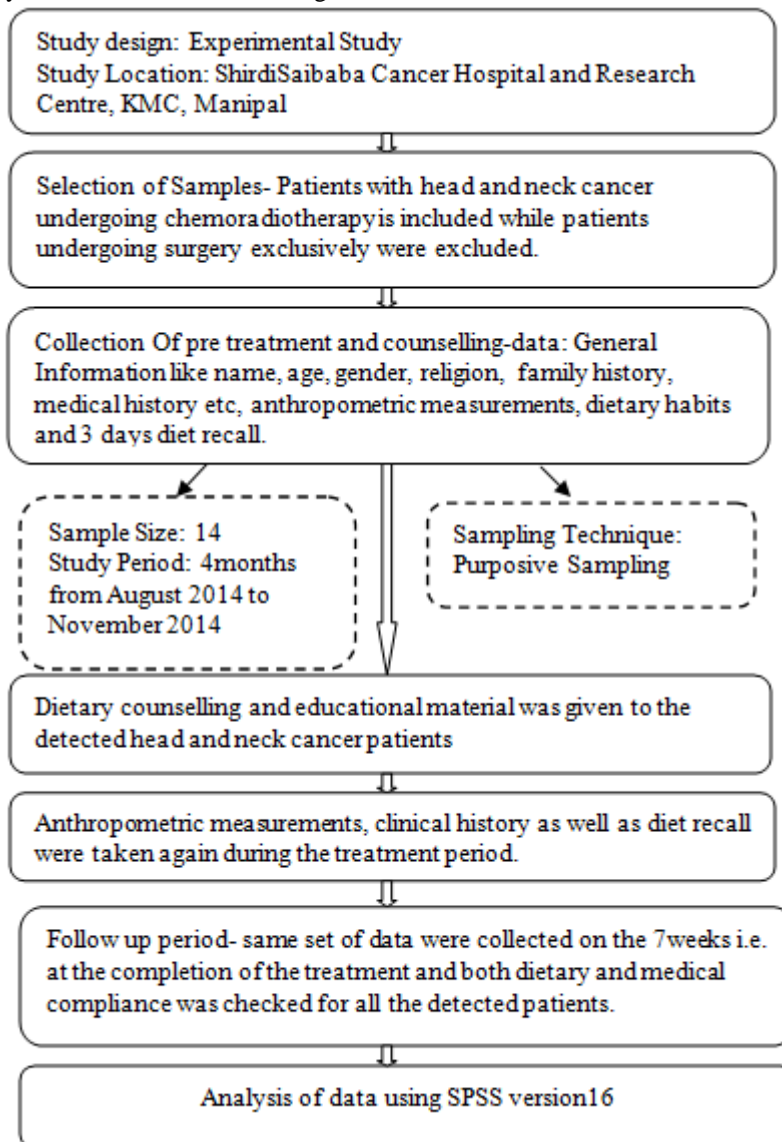 Study design: Experimental Study
Study Location: ShirdiSaibaba Cancer Hospital and Research
Centre, KMC, Manipal
Selection of Samples- Patients with head and neck cancer
undergoing chemoradiotherapy is included while patients
undergoing surgery exclusively were excluded.
Collection Of pre treatment and counselling-data: General
Information like name, age, gender, religion, family history,
medical history etc, anthropometric measurements, dietary habits
and 3 days diet recall.
Sample Size: 14
Study Period: 4months
from August 2014 to
November 2014
Sampling Technique:
Purposive Sampling
Dietary counselling and educational material was given to the
detected head and neck cancer patients
Anthropometric measurements, clinical history as well as diet recall
were taken again during the treatment period.
Follow up period- same set of data were collected on the 7weeks i.e.
at the completion of the treatment and both dietary and medical
compliance was checked for all the detected patients.
Analysis of data using SPSS version16